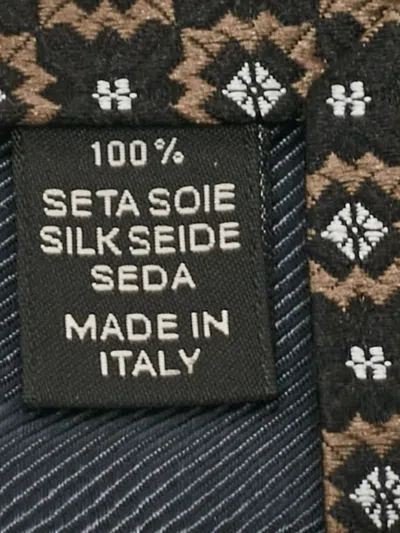 100%
SETA SOIE
SILK SEIDE
SEDA
MADE IN
ITALY